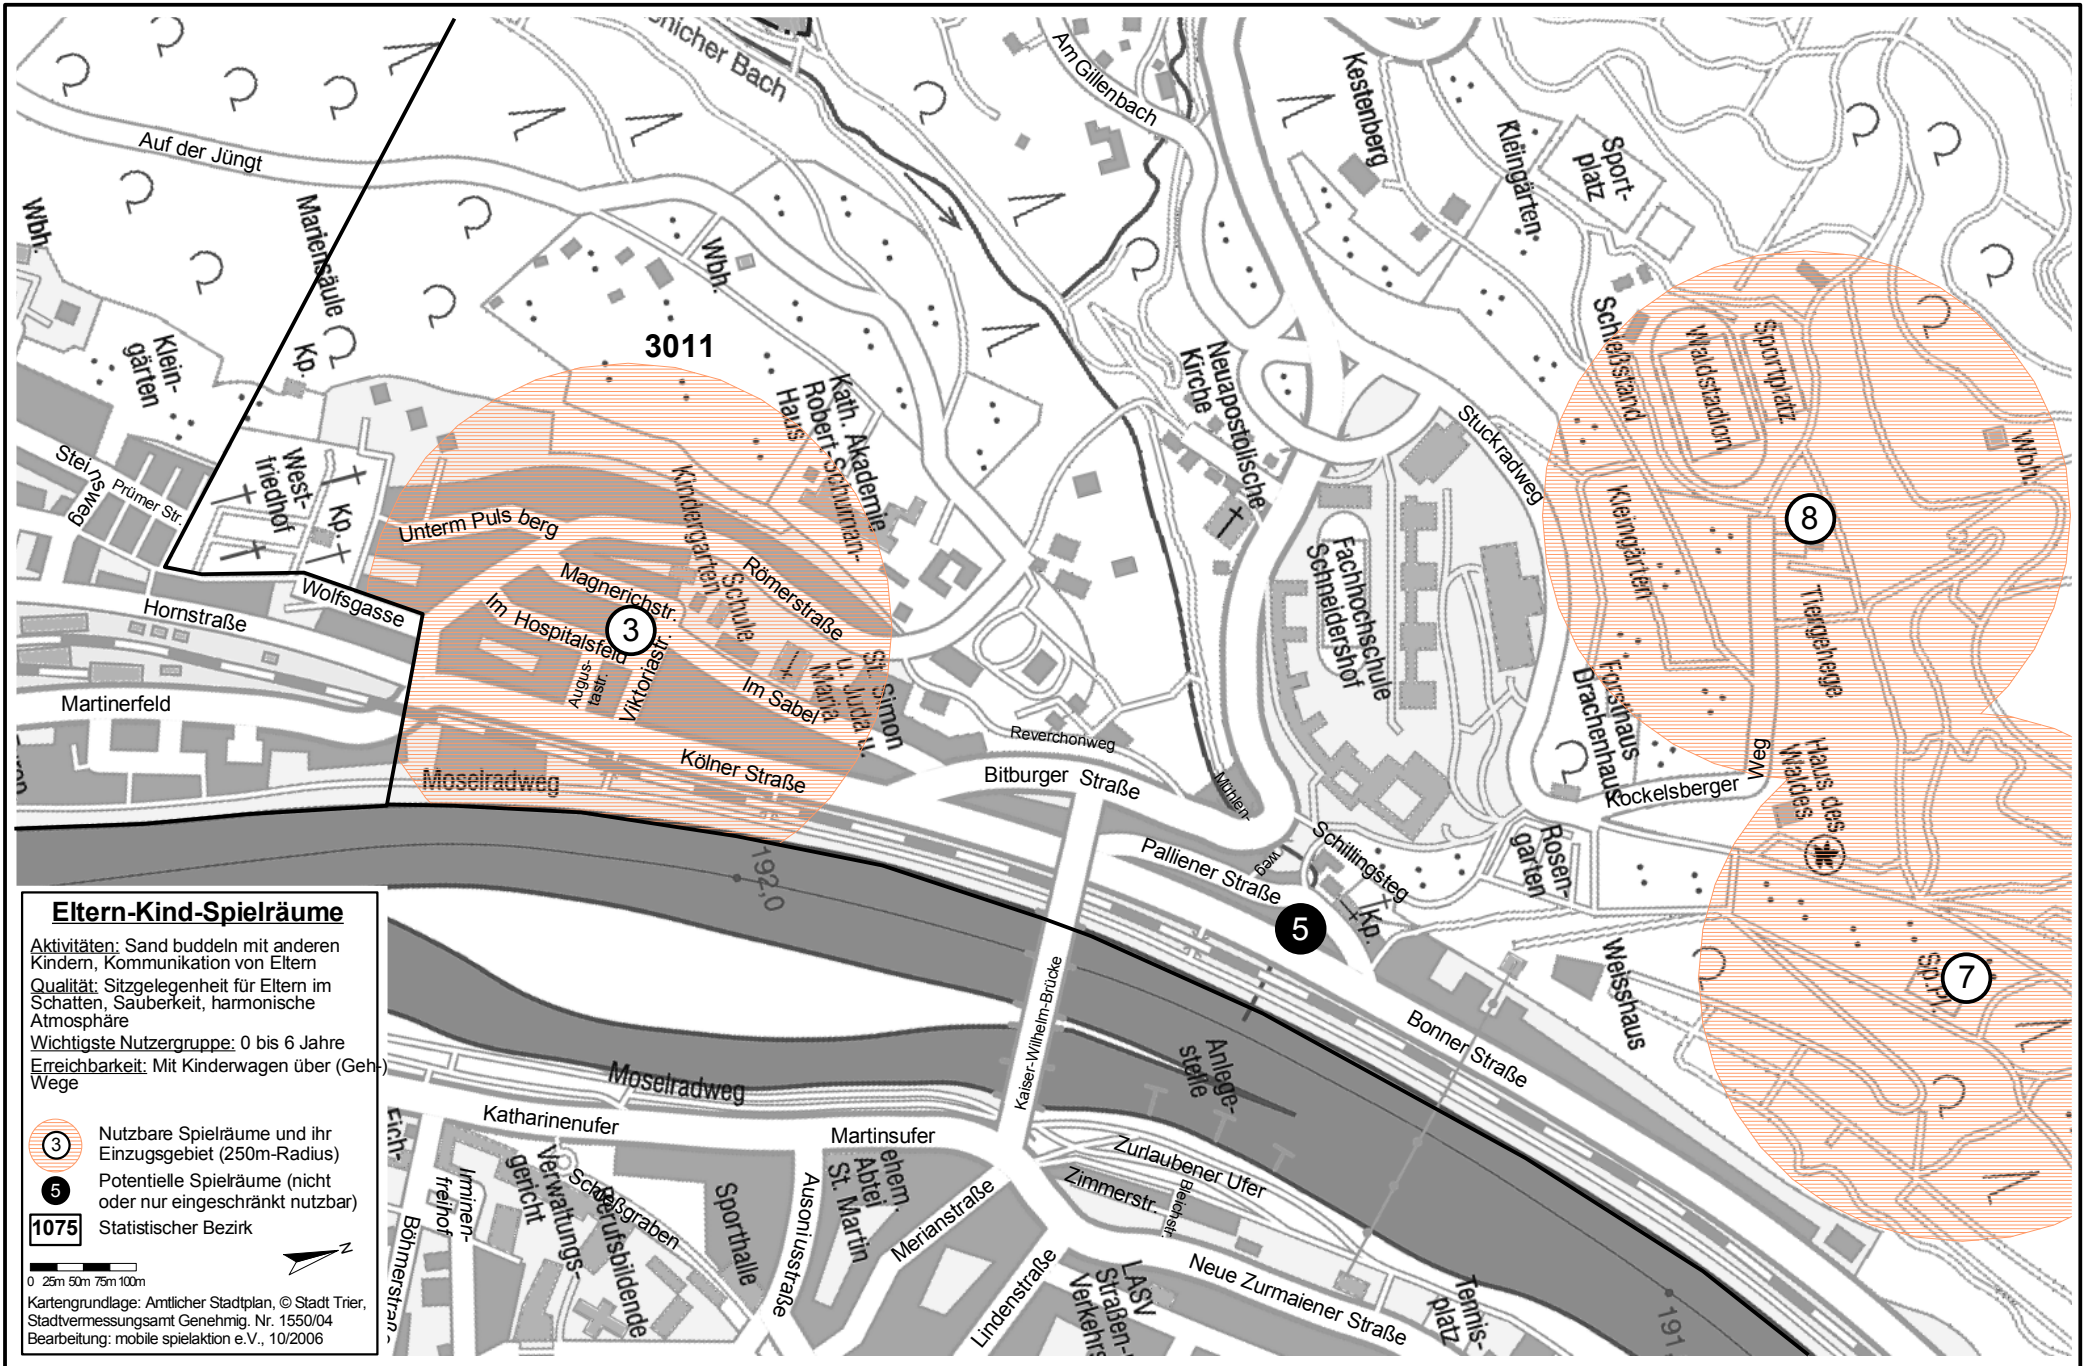 nicher Bach
Am Gillenbach
Kestenberg
Kleingärten
Sport-
platz
Auf der Jüngt
Wbh.
Mariensäule
Wbh.
3011
Klein-
gärten
Kp.
Neuapostolische
Kirche
Schießstand
Waldstadion
Sportplatz
Kath. Akademie
Robert-Schuman-
Haus
Stuckradweg
Wbh.
Steinsweg
Prümer Str.
West-
friedhof
Kp.
Unterm Pulsberg
Kindergarten
Kleingärten
8
Fachhochschule
Schneidershof
Magnerichstr.
Schule
Römerstraße
Wolfsgasse
Hornstraße
Im Hospitalsfeld
3
Tiergehege
Martinerfeld
Augus-
tastr.
Viktoriastr.
Im Sabel
St. Simon
u. Juda u.
Maria
Forsthaus
Drachenhaus
Reverchonweg
Kölner Straße
Moselradweg
Bitburger Straße
Mühlen-
weg
Kockelsberger Weg
Haus des
Waldes
Schillingsteg
Rosen-
garten
Palliener Straße
Kp.
192,0
5
Weisshaus
Sp.Pl.
7
Kaiser-Wilhelm-Brücke
Bonner Straße
Anlege-
stelle
Moselradweg
Katharinenufer
Martinsufer
Zurlaubener Ufer
Zimmerstr.
Bleichstr.
Irminen-
freihof
Verwaltungs-
gericht
Schießgraben
Berufsbildende
Sporthalle
Ausoniusstraße
ehem.
Abtei
St. Martin
Merianstraße
Böhmerstraße
Lindenstraße
LASV
Straßen-
Verkehrs
Neue Zurmaiener Straße
Tennis-
platz
191,
Eich-
Eltern-Kind-Spielräume
Aktivitäten: Sand buddeln mit anderen
Kindern, Kommunikation von Eltern
Qualität: Sitzgelegenheit für Eltern im
Schatten, Sauberkeit, harmonische
Atmosphäre
Wichtigste Nutzergruppe: 0 bis 6 Jahre
Erreichbarkeit: Mit Kinderwagen über (Geh-)
Wege
3 Nutzbare Spielräume und ihr
Einzugsgebiet (250m-Radius)
5 Potentielle Spielräume (nicht
oder nur eingeschränkt nutzbar)
1075 Statistischer Bezirk
N
0 25m 50m 75m 100m
Kartengrundlage: Amtlicher Stadtplan, © Stadt Trier,
Stadtvermessungsamt Genehmig. Nr. 1550/04
Bearbeitung: mobile spielaktion e.V., 10/2006